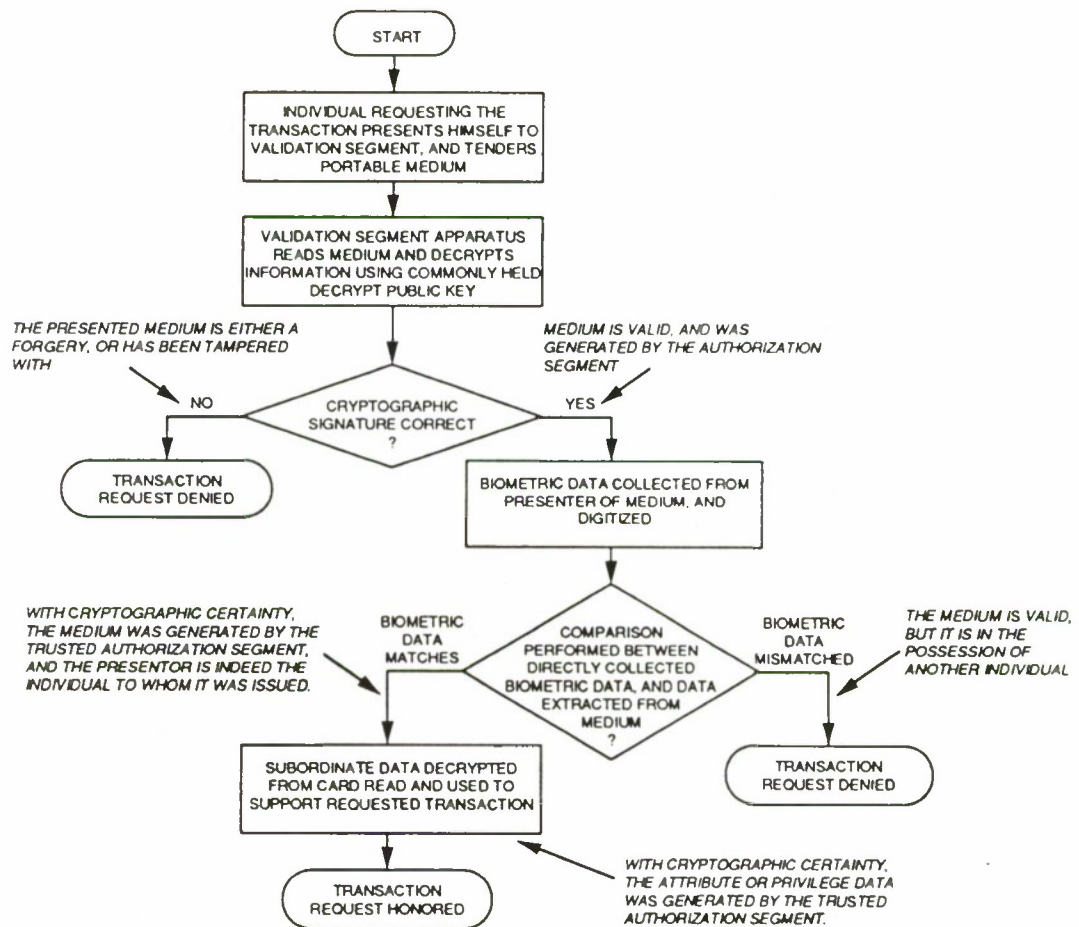 START
INDIVIDUAL REQUESTING THE
TRANSACTION PRESENTS HIMSELF TO
VALIDATION SEGMENT, AND TENDERS
PORTABLE MEDIUM
VALIDATION SEGMENT APPARATUS
READS MEDIUM AND DECRYPTS
INFORMATION USING COMMONLY HELD
DECRYPT PUBLIC KEY
THE PRESENTED MEDIUM IS EITHER A
FORGERY, OR HAS BEEN TAMPERED
WITH
MEDIUM IS VALID, AND WAS
GENERATED BY THE AUTHORIZATION
SEGMENT
NO
CRYPTOGRAPHIC
SIGNATURE CORRECT
?
YES
TRANSACTION
REQUEST DENIED
BIOMETRIC DATA COLLECTED FROM
PRESENTER OF MEDIUM, AND
DIGITIZED
WITH CRYPTOGRAPHIC CERTAINTY,
THE MEDIUM WAS GENERATED BY THE
TRUSTED AUTHORIZATION SEGMENT,
AND THE PRESENTOR IS INDEED THE
INDIVIDUAL TO WHOM IT WAS ISSUED.
BIOMETRIC
DATA
MATCHES
COMPARISON
PERFORMED BETWEEN
DIRECTLY COLLECTED
BIOMETRIC DATA, AND DATA
EXTRACTED FROM
MEDIUM
?
BIOMETRIC
DATA
MISMATCHED
THE MEDIUM IS VALID,
BUT IT IS IN THE
POSSESSION OF
ANOTHER INDIVIDUAL
SUBORDINATE DATA DECRYPTED
FROM CARD READ AND USED TO
SUPPORT REQUESTED TRANSACTION
TRANSACTION
REQUEST DENIED
TRANSACTION
REQUEST HONORED
WITH CRYPTOGRAPHIC CERTAINTY,
THE ATTRIBUTE OR PRIVILEGE DATA
WAS GENERATED BY THE TRUSTED
AUTHORIZATION SEGMENT.